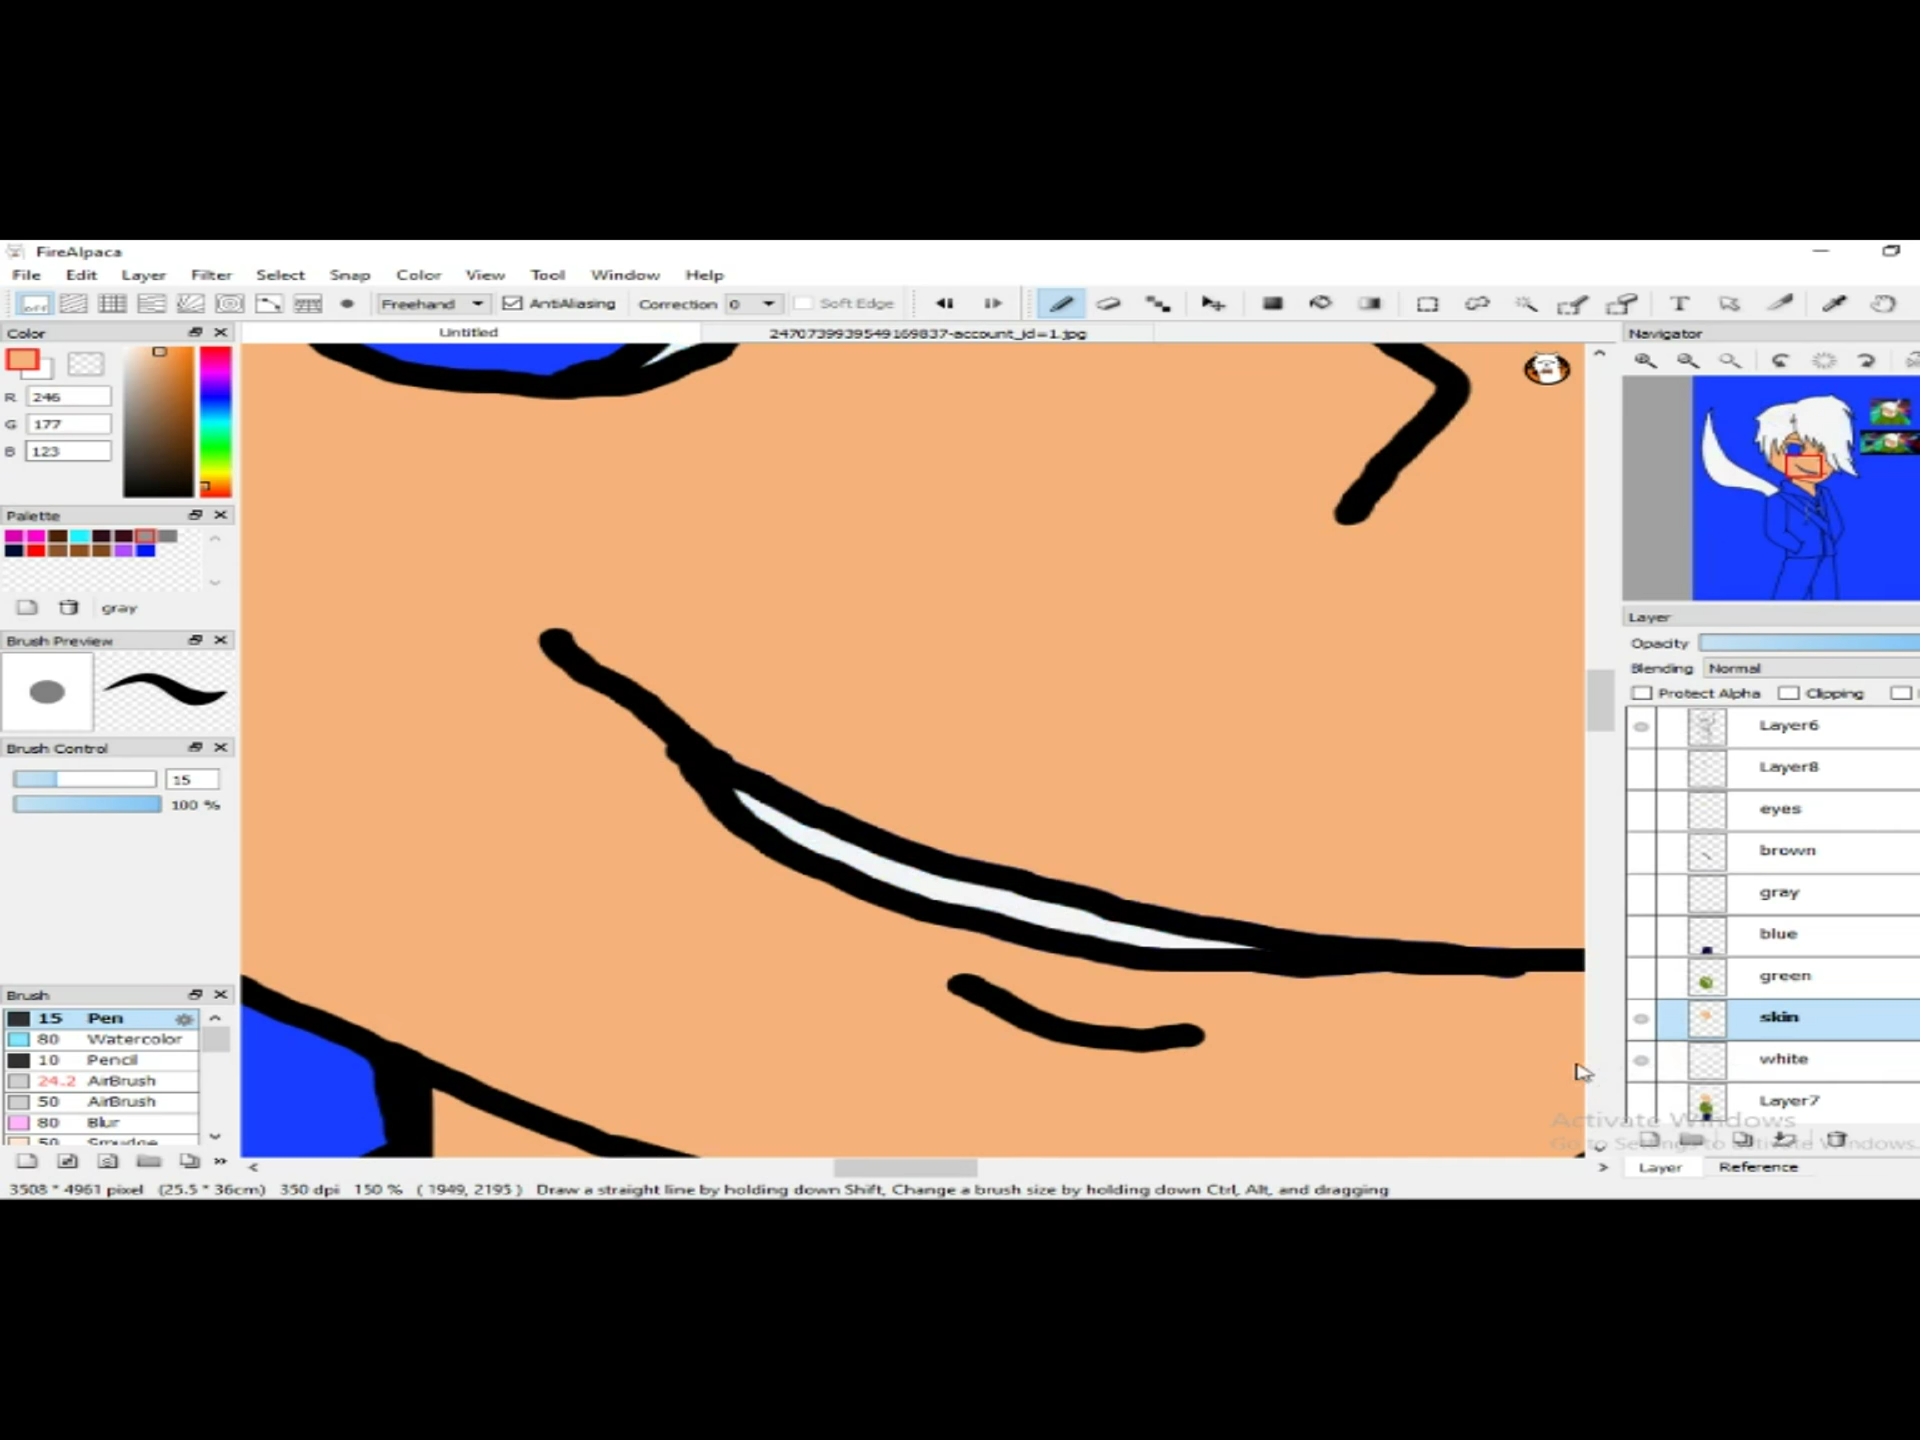 FireAlpaca
File Edit Layer Filter Select Snap Color View Tool Window Help
OFF Freehand AntiAliasing Correction 0 Soft Edge T
Color Untitled 2470739939549169837-account_id=1.jpg Navigator
R 246
G 177
B 123
Palette
gray
Layer
Brush Preview
Opacity
Blending Normal
Protect Alpha Clipping
Brush Control
15
100 %
Layer6
Layer8
eyes
brown
gray
blue
green
skin
white
Layer7
Brush
15 Pen
80 Watercolor
10 Pencil
24.2 AirBrush
50 AirBrush
80 Blur
50 Smudge
Activate Windows
Go to Settings to activate Windows.
Layer Reference
3508 * 4961 pixel (25.5 * 36cm) 350 dpi 150 % ( 1949, 2195 ) Draw a straight line by holding down Shift, Change a brush size by holding down Ctrl, Alt, and dragging